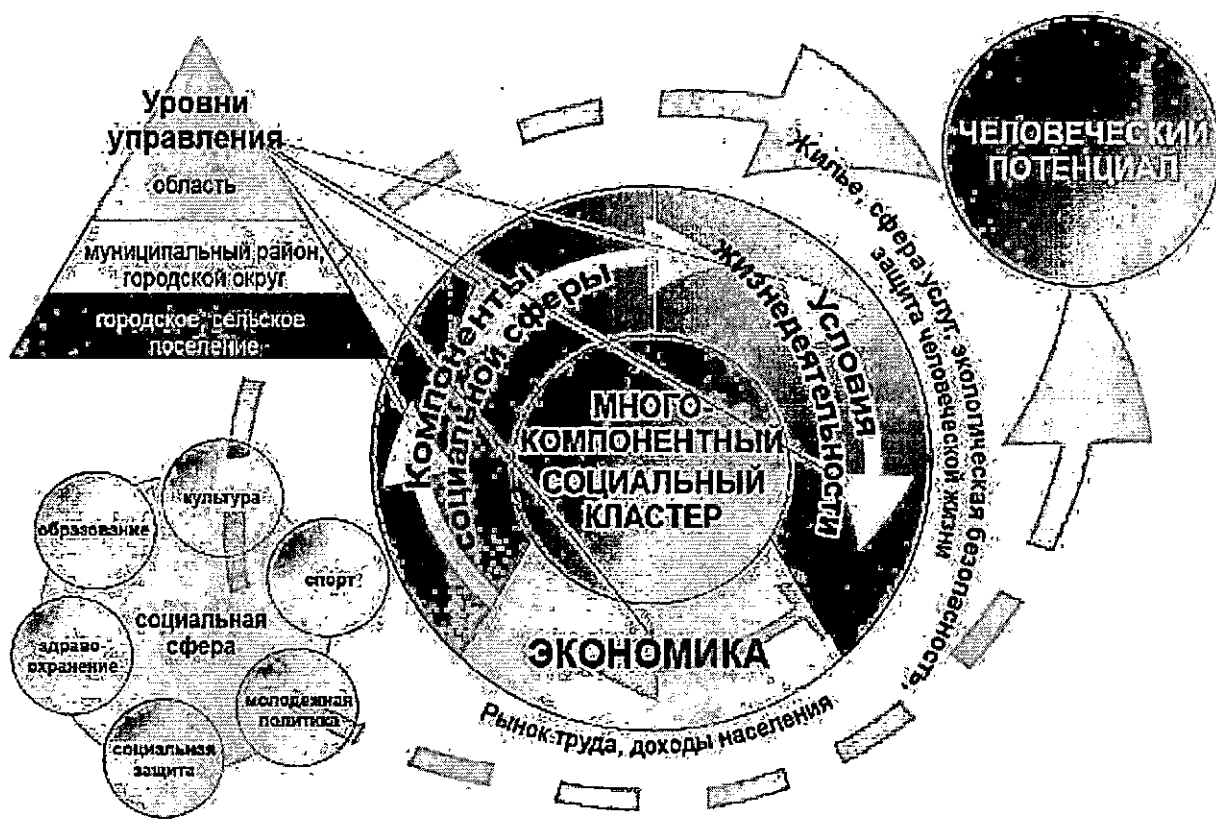 Уровни
управления
область
муниципальный район,
городской округ
городское, сельское
поселение
ЧЕЛОВЕЧЕСКИЙ
ПОТЕНЦИАЛ
Жилье, сфера услуг, экологическая безопасность,
защита человеческой жизни
Компоненты
социальной сферы
Условия
жизнедеятельности
МНОГО-
КОМПОНЕНТНЫЙ
СОЦИАЛЬНЫЙ
КЛАСТЕР
ЭКОНОМИКА
Рынок труда, доходы населения
культура
образование
спорт
социальная
сфера
здраво-
охранение
молодежная
политика
социальная
защита